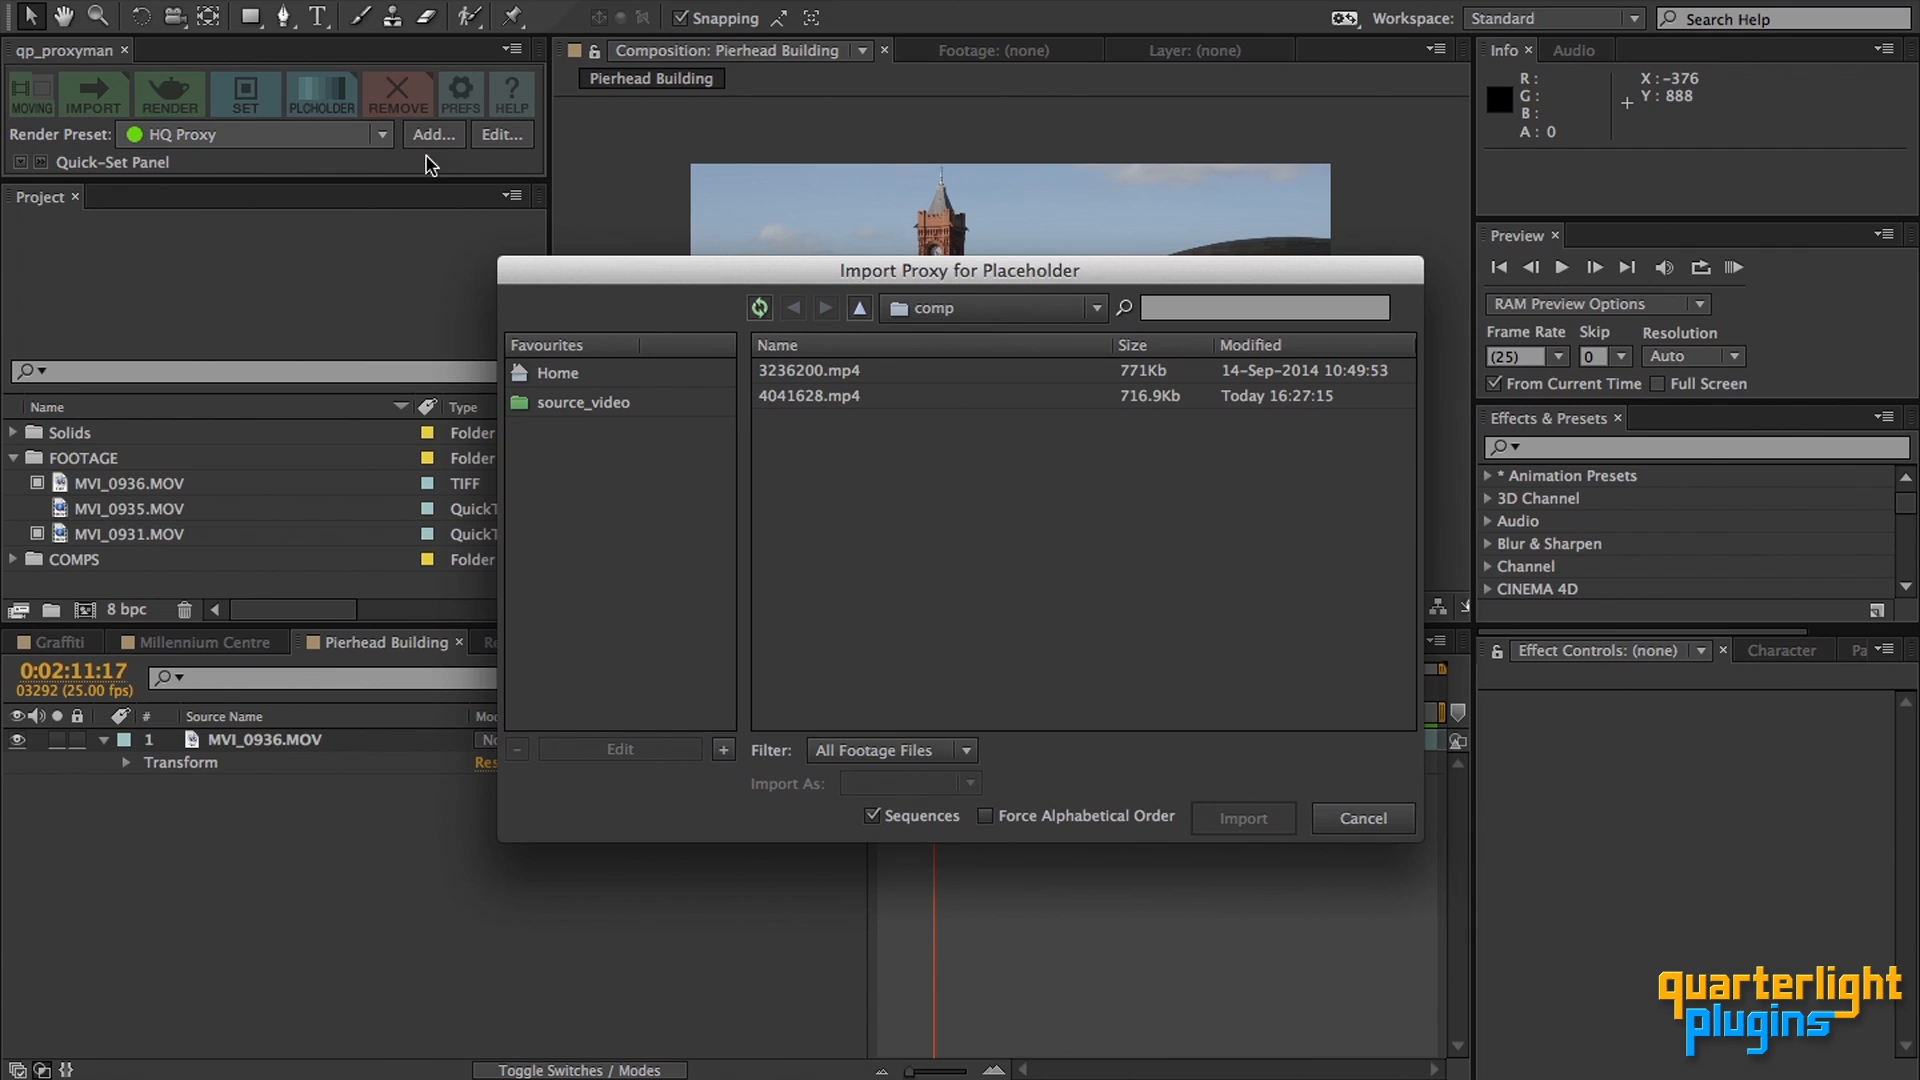 Snapping
Workspace:
Standard
Search Help
qp_proxyman
Composition: Pierhead Building
Footage: (none)
Layer: (none)
Info
Audio
Pierhead Building
MOVING
IMPORT
RENDER
SET
PLCHOLDER
REMOVE
PREFS
HELP
R :
G :
B :
A : 0
X : -376
Y : 888
Render Preset:
HQ Proxy
Add...
Edit...
Quick-Set Panel
Project
Preview
RAM Preview Options
Frame Rate
Skip
Resolution
(25)
0
Auto
From Current Time
Full Screen
Effects & Presets
* Animation Presets
3D Channel
Audio
Blur & Sharpen
Channel
CINEMA 4D
Name
Type
Solids
Folder
FOOTAGE
Folder
MVI_0936.MOV
TIFF
MVI_0935.MOV
QuickT
MVI_0931.MOV
QuickT
COMPS
Folder
8 bpc
Import Proxy for Placeholder
comp
Favourites
Name
Size
Modified
Home
source_video
3236200.mp4
771Kb
14-Sep-2014 10:49:53
4041628.mp4
716.9Kb
Today 16:27:15
Edit
Filter:
All Footage Files
Import As:
Sequences
Force Alphabetical Order
Import
Cancel
Graffiti
Millennium Centre
Pierhead Building
Re
0:02:11:17
03292 (25.00 fps)
#
Source Name
Mod
1
MVI_0936.MOV
No
Transform
Res
Effect Controls: (none)
Character
Pa
Toggle Switches / Modes
quarterlight
plugins